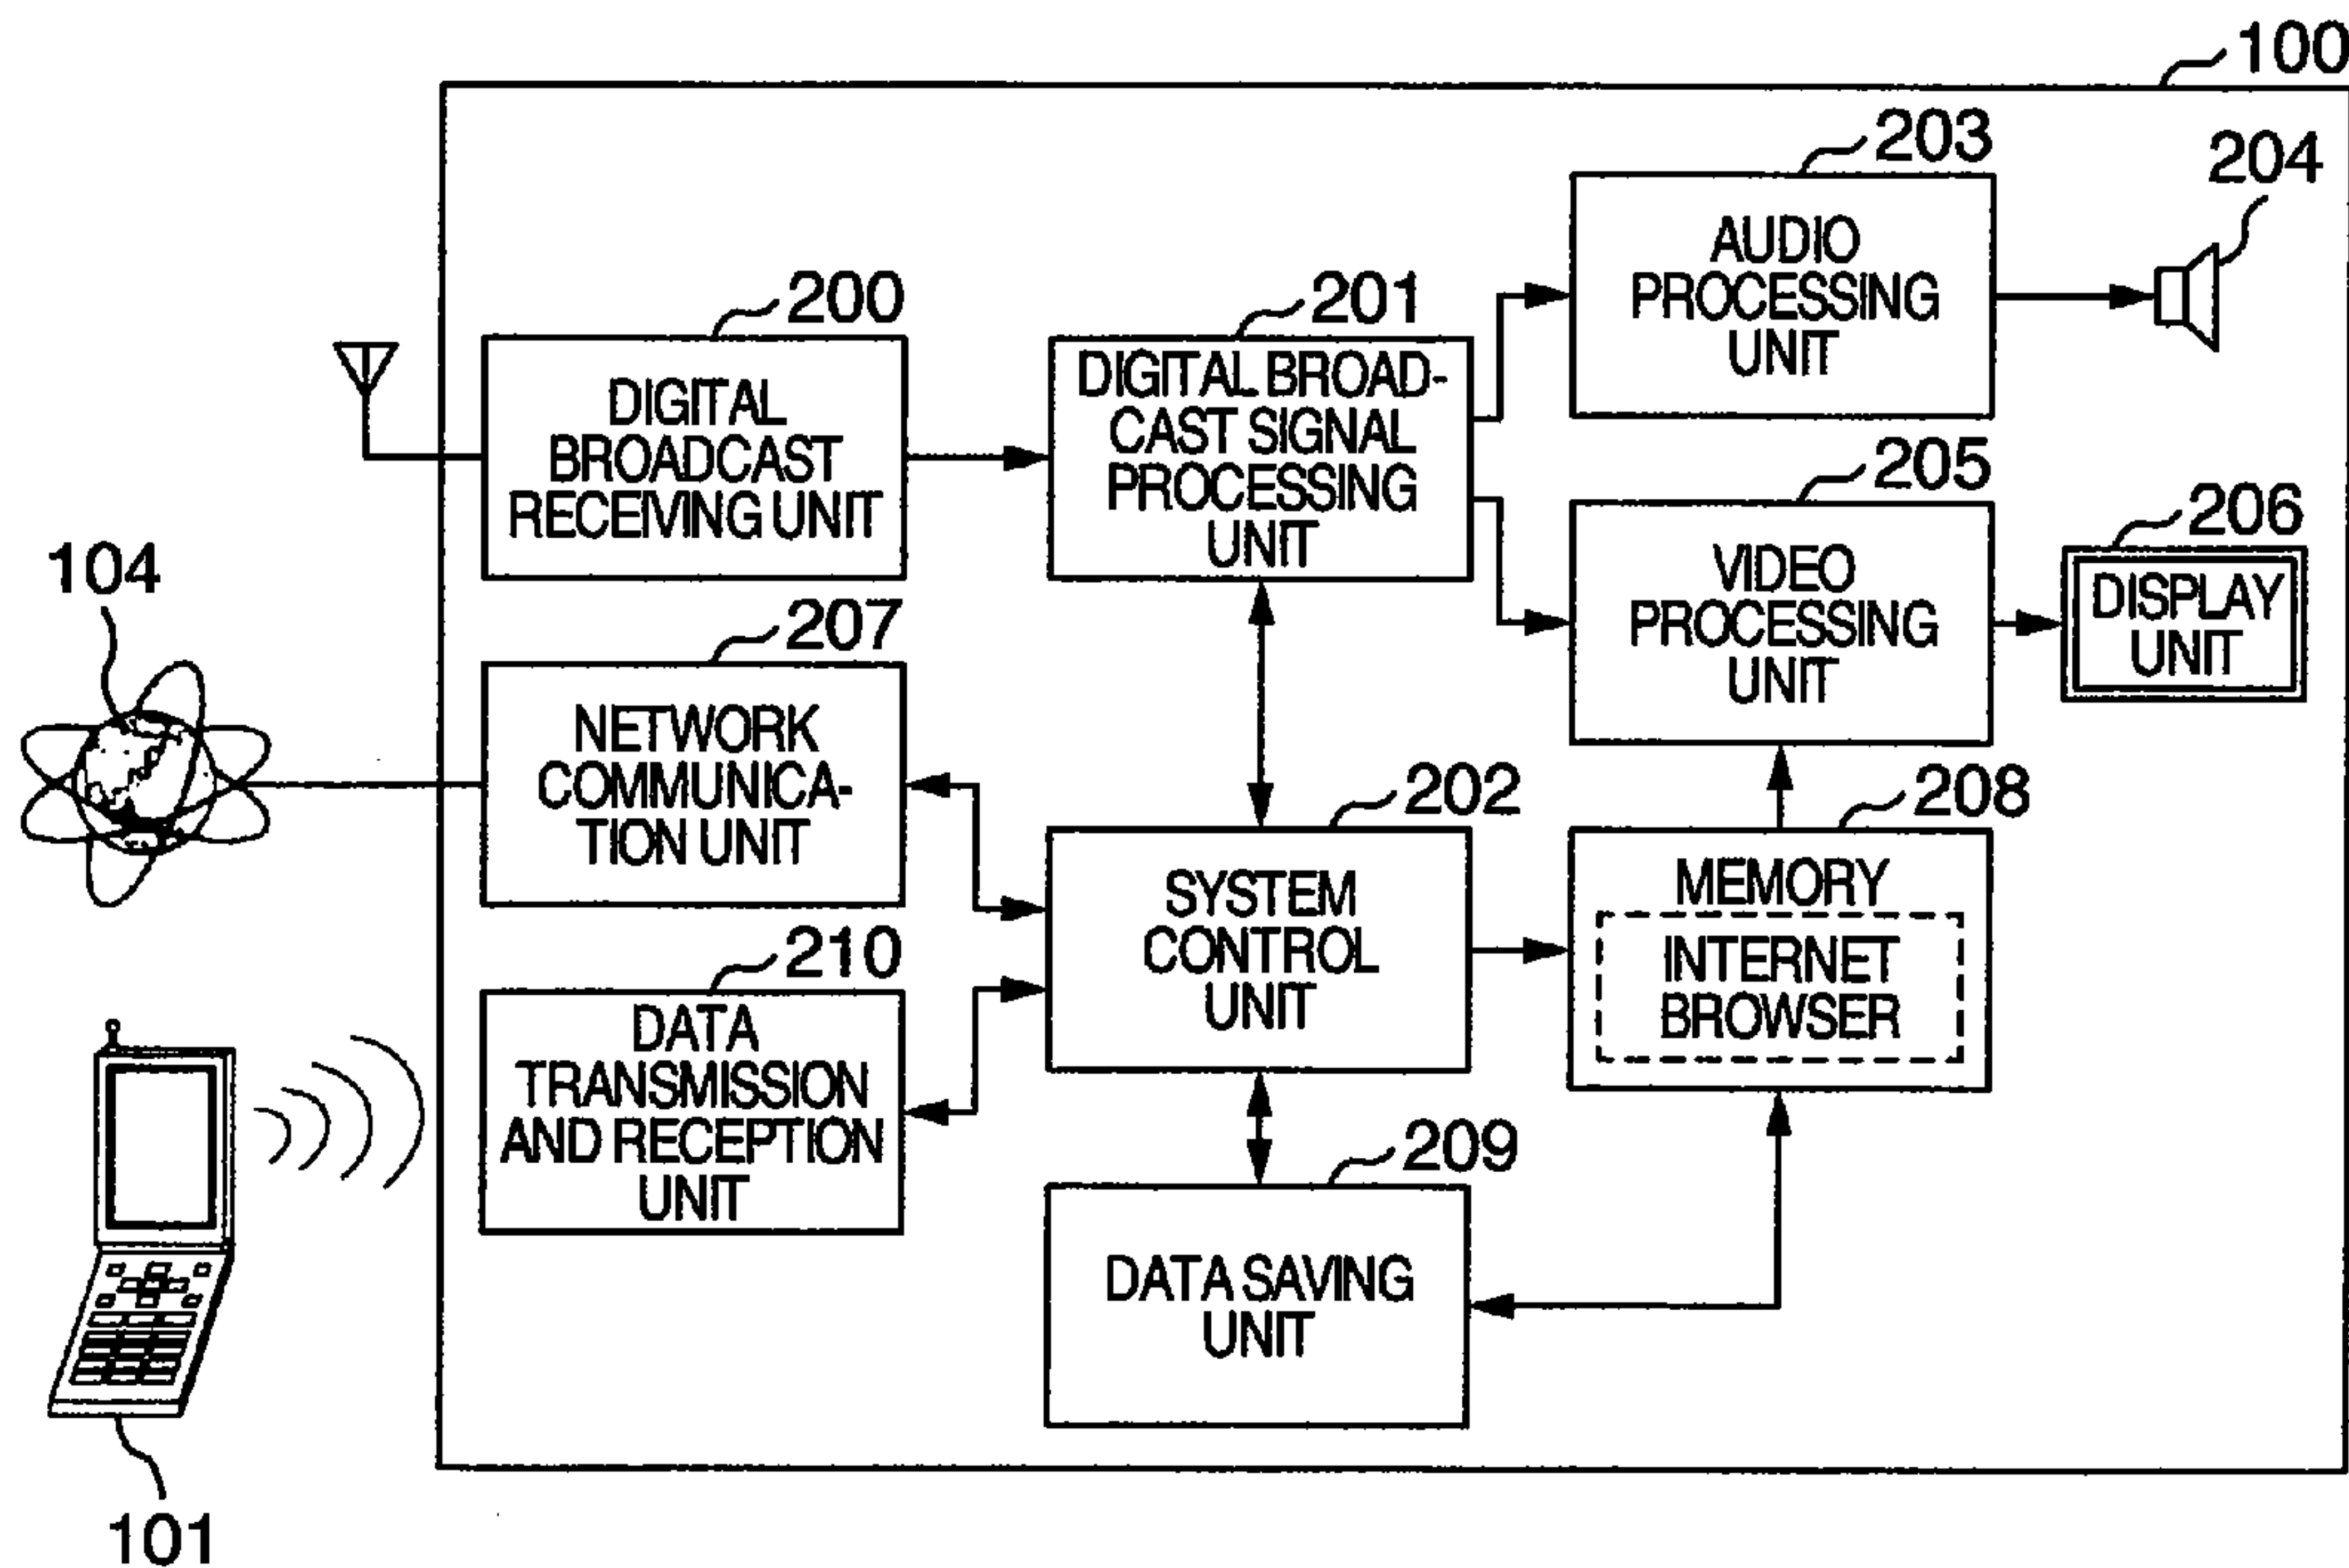 100
203
AUDIO
PROCESSING
UNIT
204
200
DIGITAL
BROADCAST
RECEIVING UNIT
201
DIGITAL BROAD-
CAST SIGNAL
PROCESSING
UNIT
205
VIDEO
PROCESSING
UNIT
206
DISPLAY
UNIT
104
207
NETWORK
COMMUNICA-
TION UNIT
202
SYSTEM
CONTROL
UNIT
208
MEMORY
INTERNET
BROWSER
210
DATA
TRANSMISSION
AND RECEPTION
UNIT
209
DATA SAVING
UNIT
101